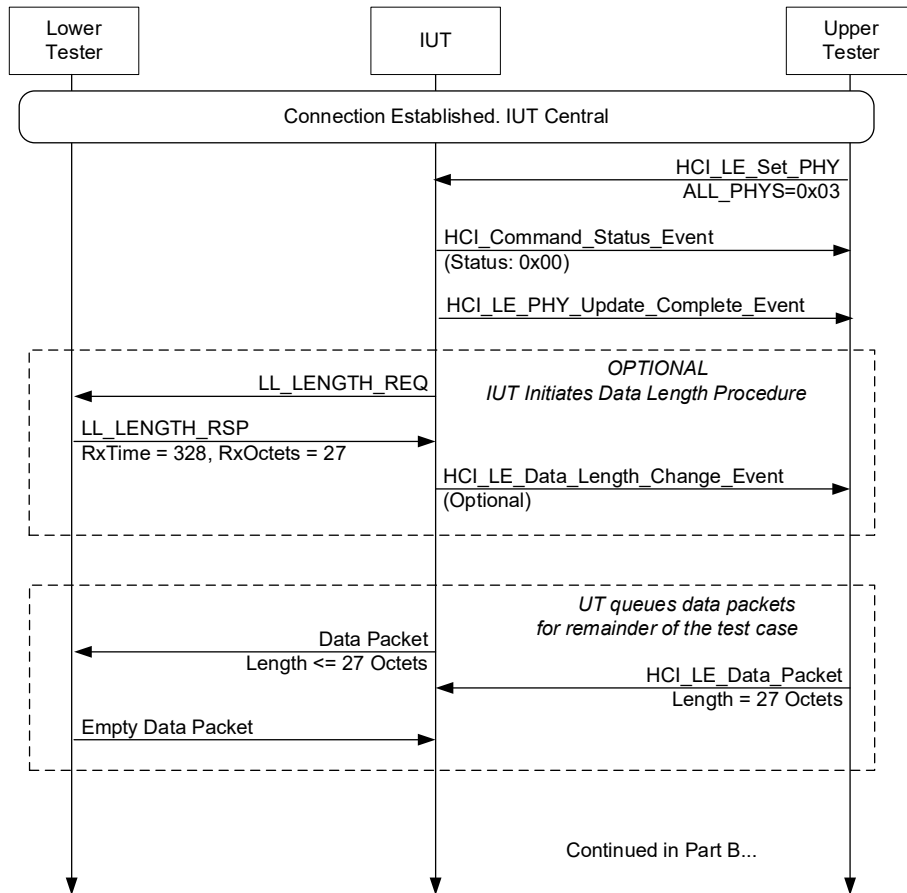 Lower
Tester
IUT
Upper
Tester
Connection Established. IUT Central
HCI_LE_Set_PHY
ALL_PHYS=0x03
HCI_Command_Status_Event
(Status: 0x00)
HCI_LE_PHY_Update_Complete_Event
OPTIONAL
IUT Initiates Data Length Procedure
LL_LENGTH_REQ
LL_LENGTH_RSP
RxTime = 328, RxOctets = 27
HCI_LE_Data_Length_Change_Event
(Optional)
UT queues data packets
for remainder of the test case
Data Packet
Length <= 27 Octets
HCI_LE_Data_Packet
Length = 27 Octets
Empty Data Packet
Continued in Part B...